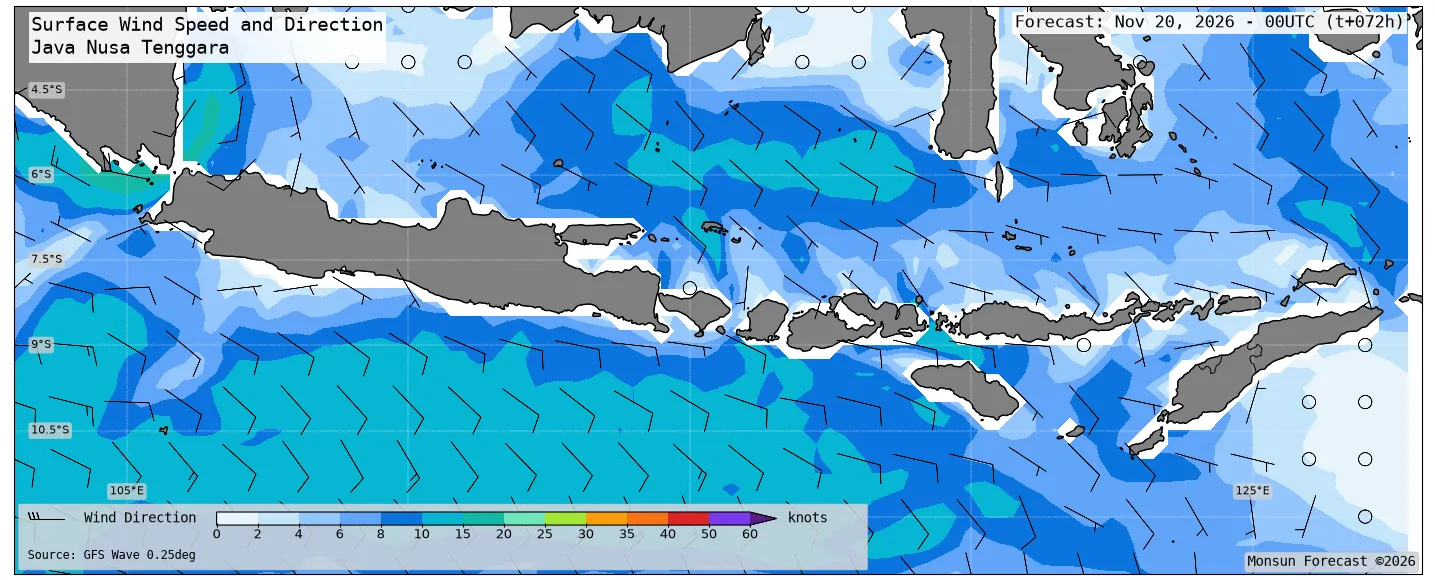 Surface Wind Speed and Direction
Java Nusa Tenggara
Forecast: Nov 20, 2026 - 00UTC (t+072h)
4.5°S
6°S
7.5°S
9°S
10.5°S
105°E
125°E
Wind Direction
knots
0 2 4 6 8 10 15 20 25 30 35 40 50 60
Source: GFS Wave 0.25deg
Monsun Forecast ©2026